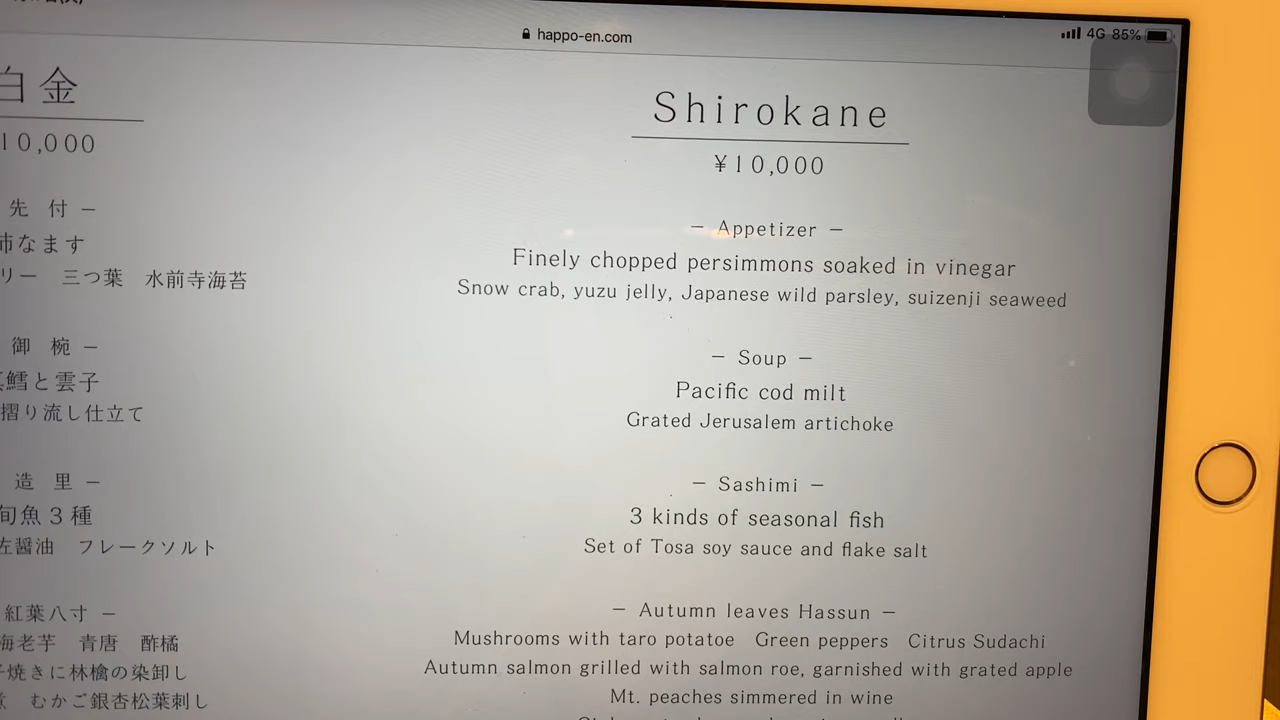 happo-en.com
4G 85%
白金
10,000
先 付 —
柿なます
リー 三つ葉 水前寺海苔
御 椀 —
鱈と雲子
摺り流し仕立て
造 里 —
旬魚3種
佐醤油 フレークソルト
紅葉八寸 —
海老芋 青唐 酢橘
焼きに林檎の染卸し
むかご銀杏松葉刺し
Shirokane
¥10,000
— Appetizer —
Finely chopped persimmons soaked in vinegar
Snow crab, yuzu jelly, Japanese wild parsley, suizenji seaweed
— Soup —
Pacific cod milt
Grated Jerusalem artichoke
— Sashimi —
3 kinds of seasonal fish
Set of Tosa soy sauce and flake salt
— Autumn leaves Hassun —
Mushrooms with taro potatoe Green peppers Citrus Sudachi
Autumn salmon grilled with salmon roe, garnished with grated apple
Mt. peaches simmered in wine